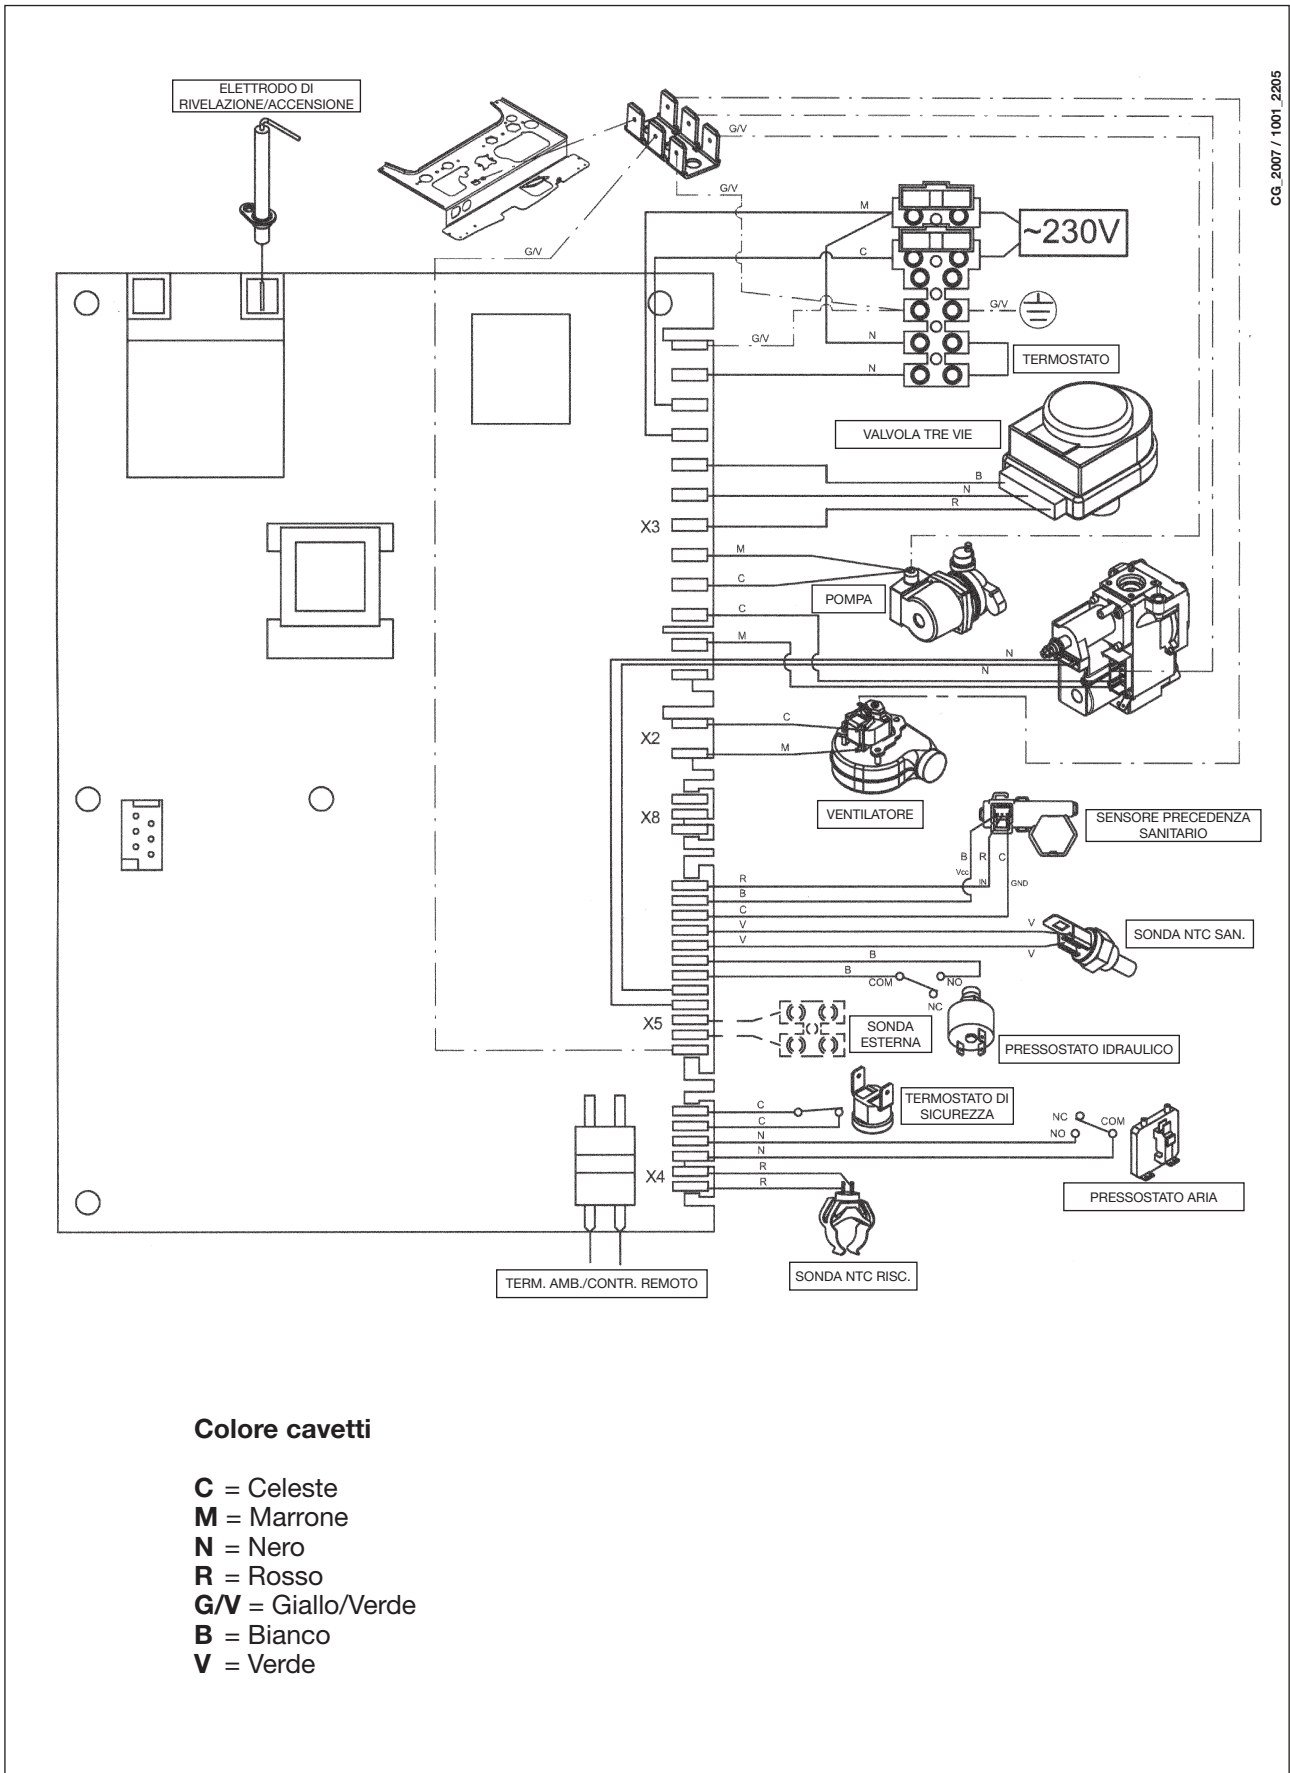 CG_2007 / 1001_2205
ELETTRODO DI
RIVELAZIONE/ACCENSIONE
G/V
G/V
M
~230V
G/V
C
G/V
G/V
N
TERMOSTATO
N
VALVOLA TRE VIE
B
N
R
X3
M
C
POMPA
C
M
N
N
C
X2
M
X8
VENTILATORE
SENSORE PRECEDENZA
SANITARIO
B R C
Vcc
IN
GND
R
B
C
V
V
V
V
SONDA NTC SAN.
B
B
COM
NO
NC
X5
SONDA
ESTERNA
PRESSOSTATO IDRAULICO
TERMOSTATO DI
SICUREZZA
C
C
N
N
R
R
NC
COM
NO
X4
PRESSOSTATO ARIA
SONDA NTC RISC.
TERM. AMB./CONTR. REMOTO
Colore cavetti
C = Celeste
M = Marrone
N = Nero
R = Rosso
G/V = Giallo/Verde
B = Bianco
V = Verde